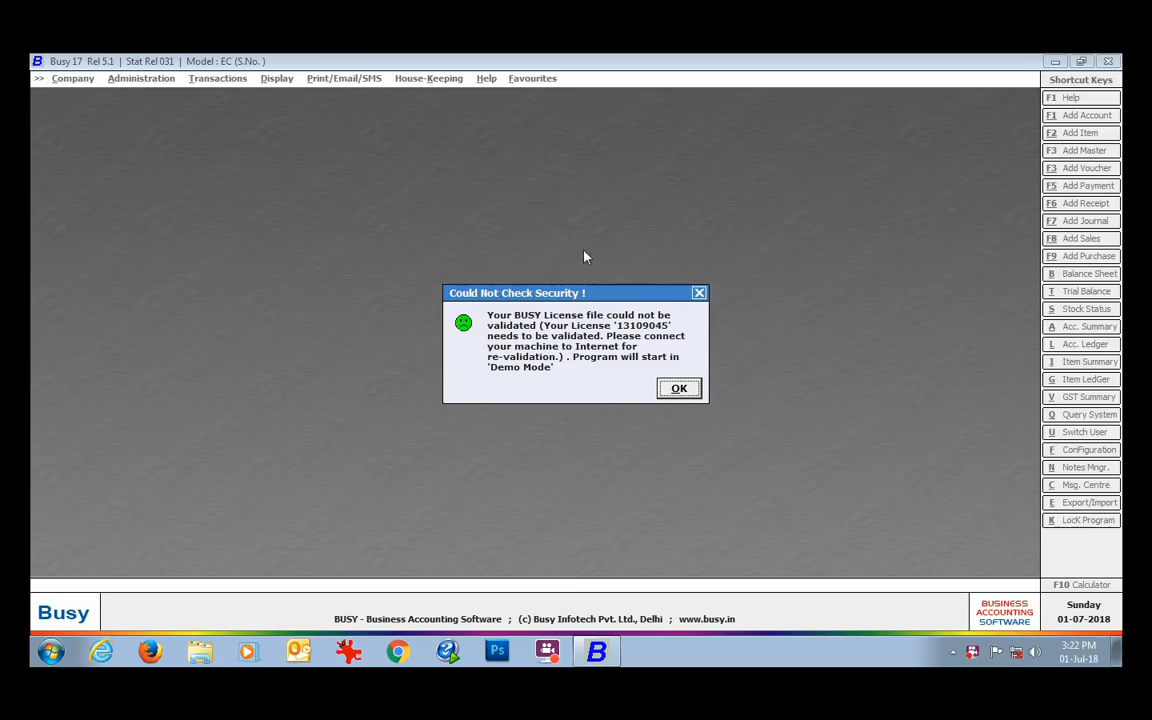 Busy 17 Rel 5.1 | Stat Rel 031 | Model : EC (S.No. )
>> Company Administration Transactions Display Print/Email/SMS House-Keeping Help Favourites
Shortcut Keys
F1 Help
F1 Add Account
F2 Add Item
F3 Add Master
F3 Add Voucher
F5 Add Payment
F6 Add Receipt
F7 Add Journal
F8 Add Sales
F9 Add Purchase
B Balance Sheet
T Trial Balance
S Stock Status
A Acc. Summary
L Acc. Ledger
I Item Summary
G Item LedGer
V GST Summary
Q Query System
U Switch User
F ConFiguration
N Notes Mngr.
C Msg. Centre
E Export/Import
K LocK Program
F10 Calculator
Could Not Check Security !
Your BUSY License file could not be
validated (Your License '13109045'
needs to be validated. Please connect
your machine to Internet for
re-validation.) . Program will start in
'Demo Mode'
OK
Busy
BUSY - Business Accounting Software ; (c) Busy Infotech Pvt. Ltd., Delhi ; www.busy.in
BUSINESS
ACCOUNTING
SOFTWARE
Sunday
01-07-2018
Ps
3:22 PM
01-Jul-18